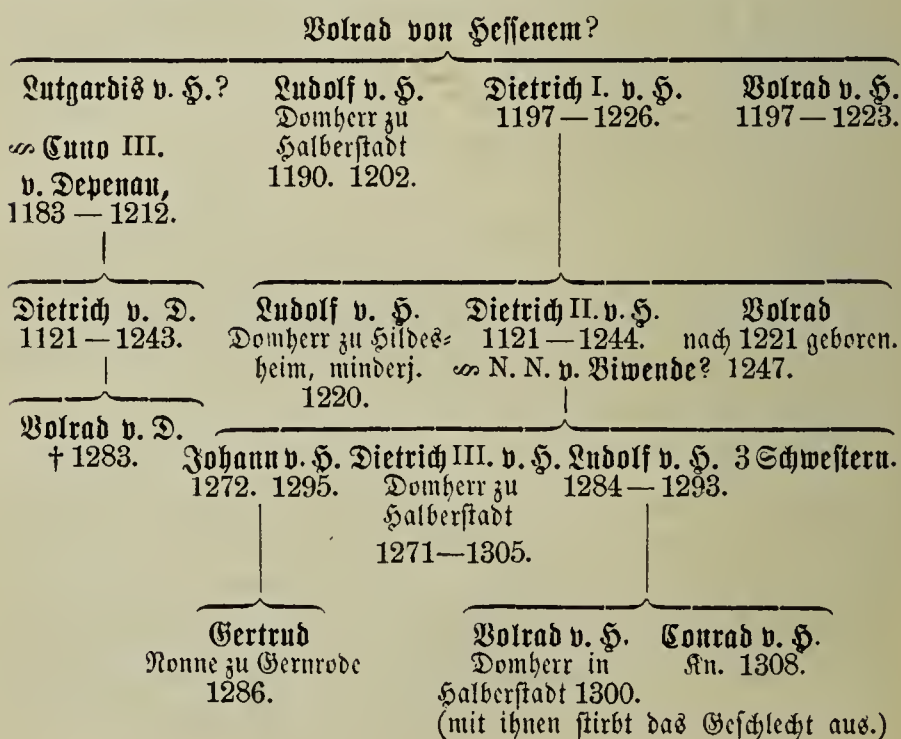 Volrad von Hessenem?
Lutgardis v. H.? Ludolf v. H. Dietrich I. v. H. Volrad v. H.
Domherr zu 1197—1226. 1197—1223.
∞ Cuno III. Halberstadt
v. Depenau, 1190. 1202.
1183—1212.
Dietrich v. D. Ludolf v. H. Dietrich II. v. H. Volrad
1121—1243. Domherr zu Hildes- 1121—1244. nach 1221 geboren.
heim, minderj. ∞ N. N. v. Biwende? 1247.
1220.
Volrad v. D.
† 1283. Johann v. H. Dietrich III. v. H. Ludolf v. H. 3 Schwestern.
1272. 1295. Domherr zu 1284—1293.
Halberstadt
1271—1305.
Gertrud Volrad v. H. Conrad v. H.
Nonne zu Gernrode Domherr in Kn. 1308.
1286. Halberstadt 1300.
(mit ihnen stirbt das Geschlecht aus.)